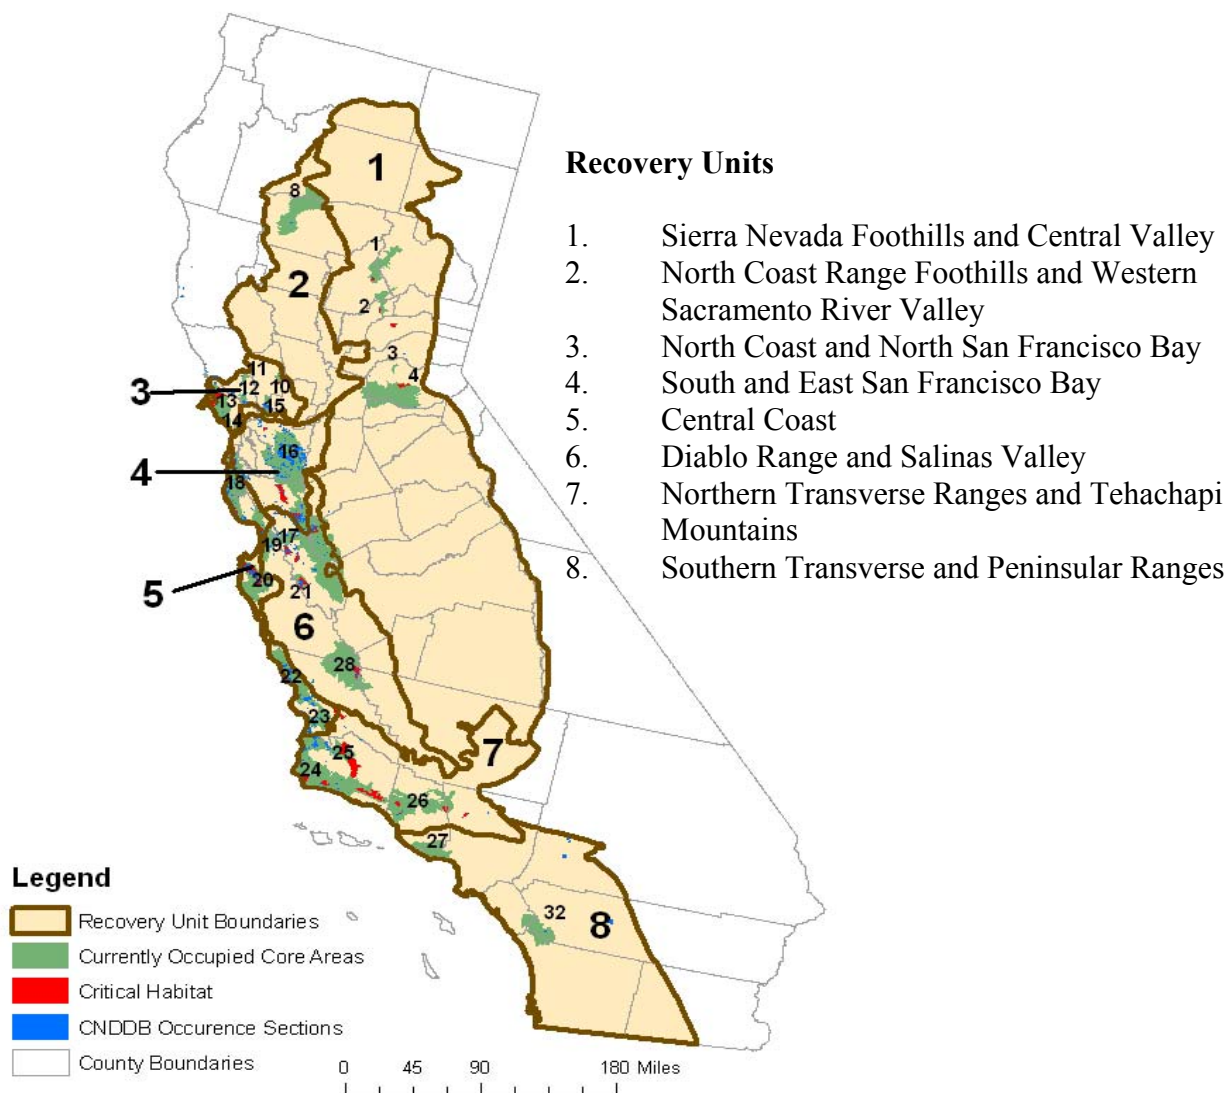 Recovery Units
1. Sierra Nevada Foothills and Central Valley
2. North Coast Range Foothills and Western
Sacramento River Valley
3. North Coast and North San Francisco Bay
4. South and East San Francisco Bay
5. Central Coast
6. Diablo Range and Salinas Valley
7. Northern Transverse Ranges and Tehachapi
Mountains
8. Southern Transverse and Peninsular Ranges
1
8
1
2
2
3
4
11
12
10
3
13
15
14
16
4
18
17
19
5
20
21
6
28
22
23
7
25
24
26
27
32
8
Legend
Recovery Unit Boundaries
Currently Occupied Core Areas
Critical Habitat
CNDDB Occurence Sections
County Boundaries
0 45 90 180 Miles